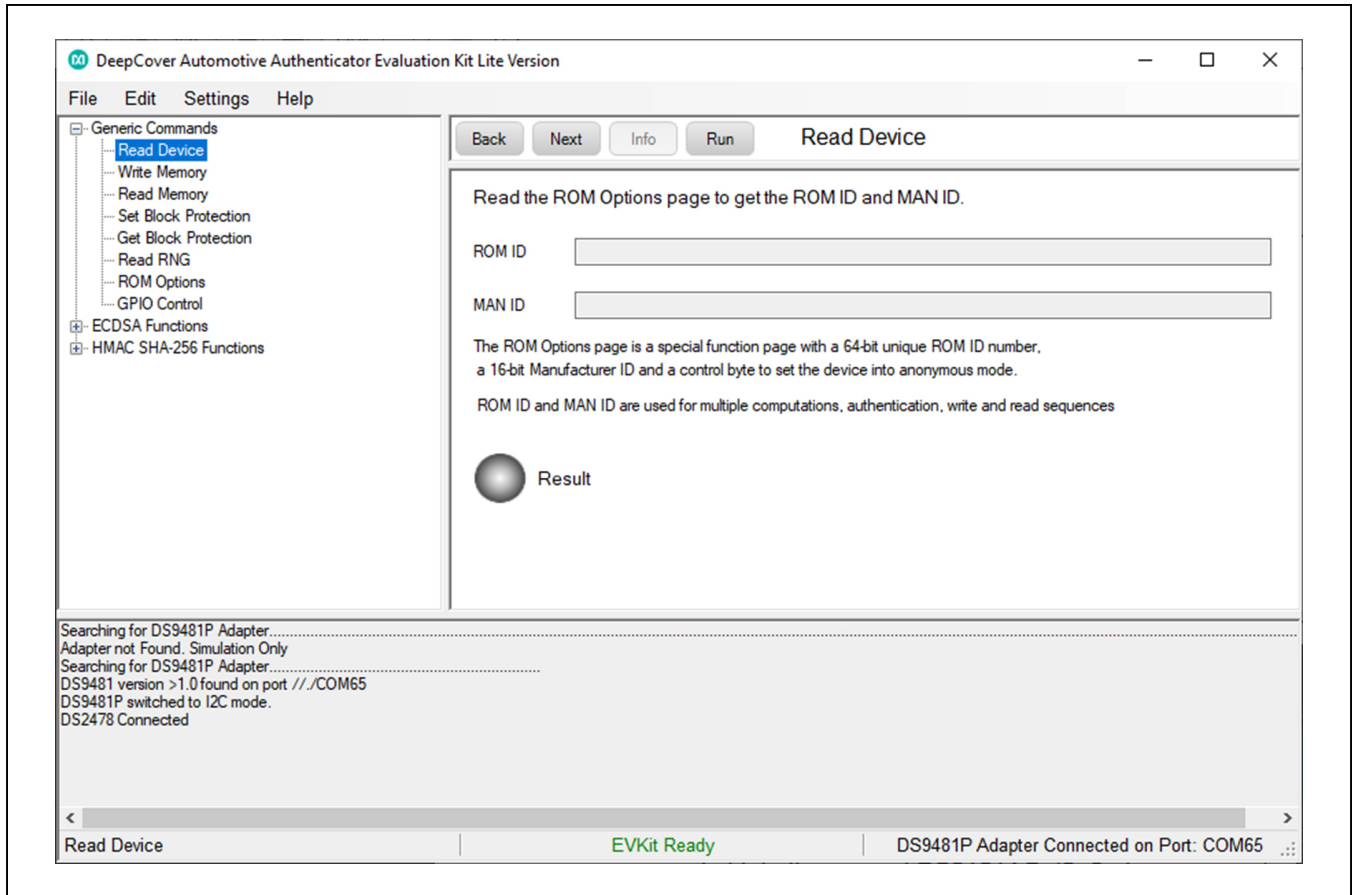 DeepCover Automotive Authenticator Evaluation Kit Lite Version
File Edit Settings Help
Generic Commands
Read Device
Write Memory
Read Memory
Set Block Protection
Get Block Protection
Read RNG
ROM Options
GPIO Control
ECDSA Functions
HMAC SHA-256 Functions
Back Next Info Run Read Device
Read the ROM Options page to get the ROM ID and MAN ID.
ROM ID
MAN ID
The ROM Options page is a special function page with a 64-bit unique ROM ID number,
a 16-bit Manufacturer ID and a control byte to set the device into anonymous mode.
ROM ID and MAN ID are used for multiple computations, authentication, write and read sequences
Result
Searching for DS9481P Adapter..........................................................................................................................................................................................................................................................
Adapter not Found. Simulation Only
Searching for DS9481P Adapter..........................................................................................
DS9481 version >1.0 found on port //./COM65
DS9481P switched to I2C mode.
DS2478 Connected
Read Device EVKit Ready DS9481P Adapter Connected on Port: COM65